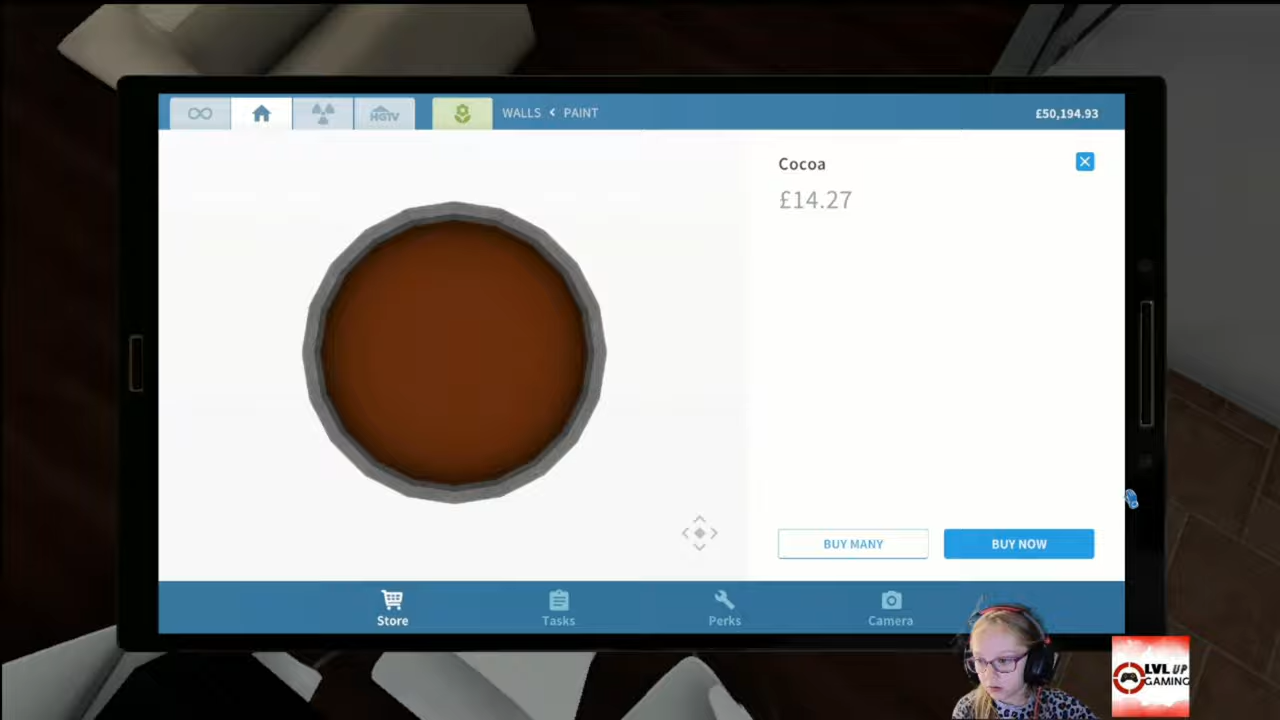 HGTV
WALLS < PAINT
£50,194.93
Cocoa
£14.27
BUY MANY
BUY NOW
Store
Tasks
Perks
Camera
LVL UP
GAMING